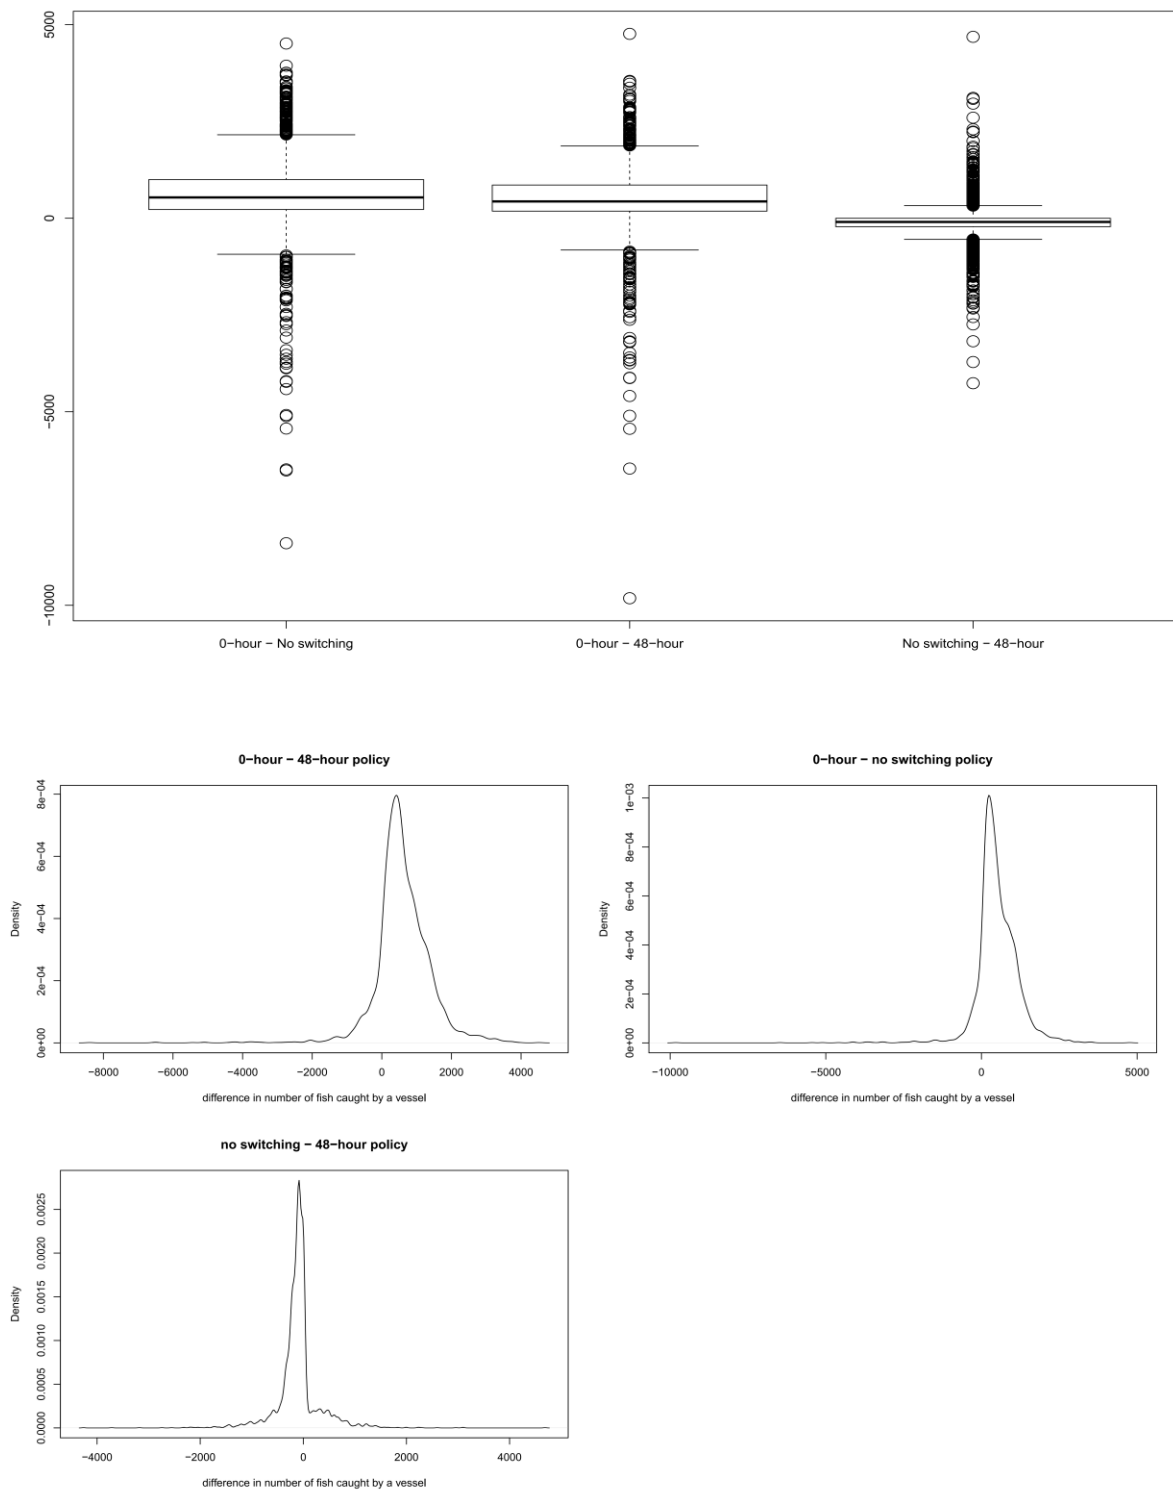 5000
0
−5000
−10000
0−hour − No switching
0−hour − 48−hour
No switching − 48−hour
0−hour − 48−hour policy
Density
0e+00
2e−04
4e−04
6e−04
8e−04
−8000
−6000
−4000
−2000
0
2000
4000
difference in number of fish caught by a vessel
0−hour − no switching policy
Density
0e+00
2e−04
4e−04
6e−04
8e−04
1e−03
−10000
−5000
0
5000
difference in number of fish caught by a vessel
no switching − 48−hour policy
Density
0.0000
0.0005
0.0010
0.0015
0.0020
0.0025
−4000
−2000
0
2000
4000
difference in number of fish caught by a vessel